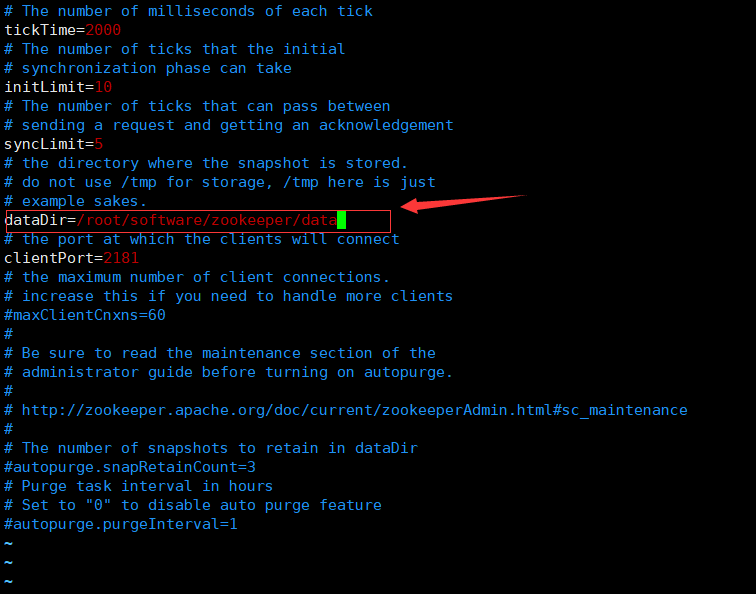 # The number of milliseconds of each tick
tickTime=2000
# The number of ticks that the initial
# synchronization phase can take
initLimit=10
# The number of ticks that can pass between
# sending a request and getting an acknowledgement
syncLimit=5
# the directory where the snapshot is stored.
# do not use /tmp for storage, /tmp here is just
# example sakes.
dataDir=/root/software/zookeeper/data
# the port at which the clients will connect
clientPort=2181
# the maximum number of client connections.
# increase this if you need to handle more clients
#maxClientCnxns=60
#
# Be sure to read the maintenance section of the
# administrator guide before turning on autopurge.
#
# http://zookeeper.apache.org/doc/current/zookeeperAdmin.html#sc_maintenance
#
# The number of snapshots to retain in dataDir
#autopurge.snapRetainCount=3
# Purge task interval in hours
# Set to "0" to disable auto purge feature
#autopurge.purgeInterval=1
~
~
~